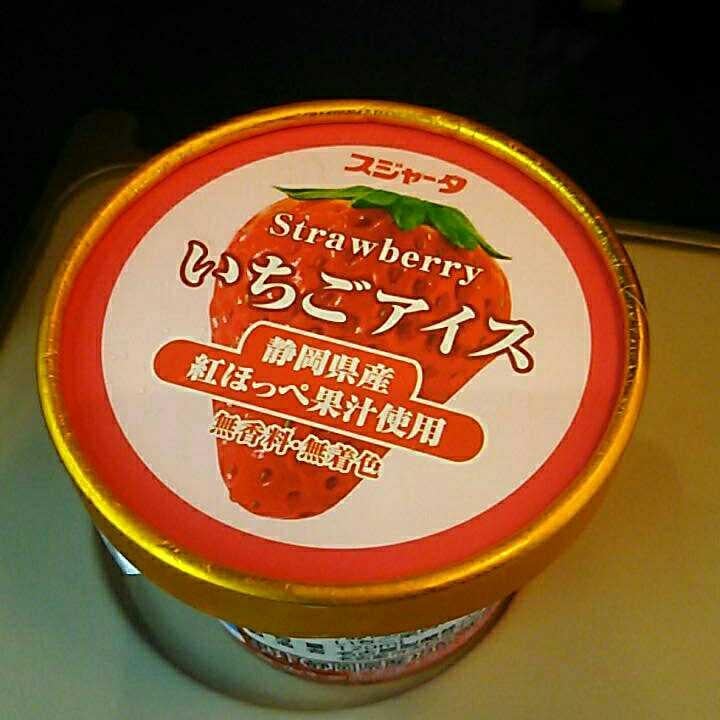 スジャータ
Strawberry
いちごアイス
静岡県産
紅ほっぺ果汁使用
無香料·無着色